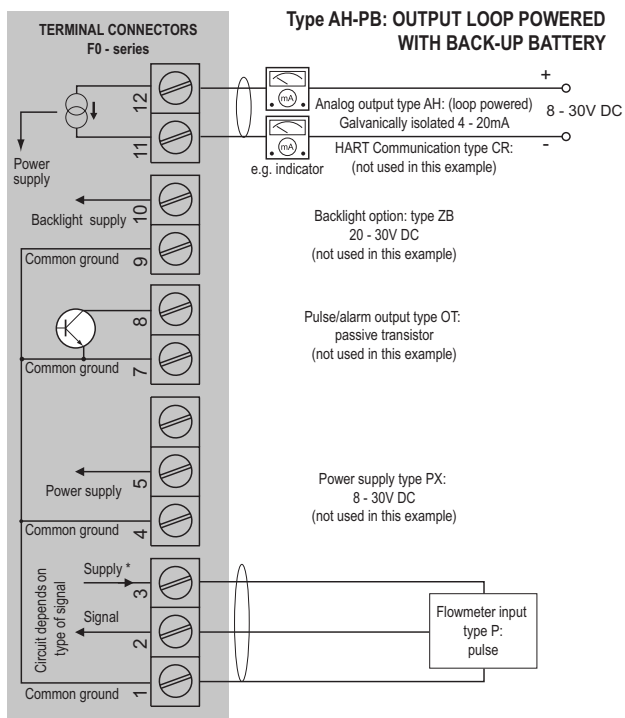 Type AH-PB: OUTPUT LOOP POWERED
WITH BACK-UP BATTERY
TERMINAL CONNECTORS
F0 - series
12
11
Power
supply
mA
mA
e.g. indicator
+
-
8 - 30V DC
Analog output type AH: (loop powered)
Galvanically isolated 4 - 20mA
HART Communication type CR:
(not used in this example)
Backlight supply
10
Common ground
9
Backlight option: type ZB
20 - 30V DC
(not used in this example)
8
Common ground
7
Pulse/alarm output type OT:
passive transistor
(not used in this example)
Power supply
5
Common ground
4
Power supply type PX:
8 - 30V DC
(not used in this example)
Circuit depends on
type of signal
Supply *
3
Signal
2
Common ground
1
Flowmeter input
type P:
pulse